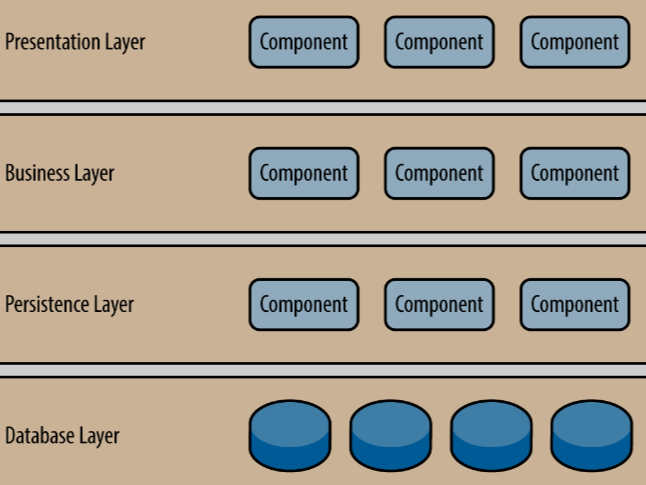 Presentation Layer Component Component Component
Business Layer Component Component Component
Persistence Layer Component Component Component
Database Layer